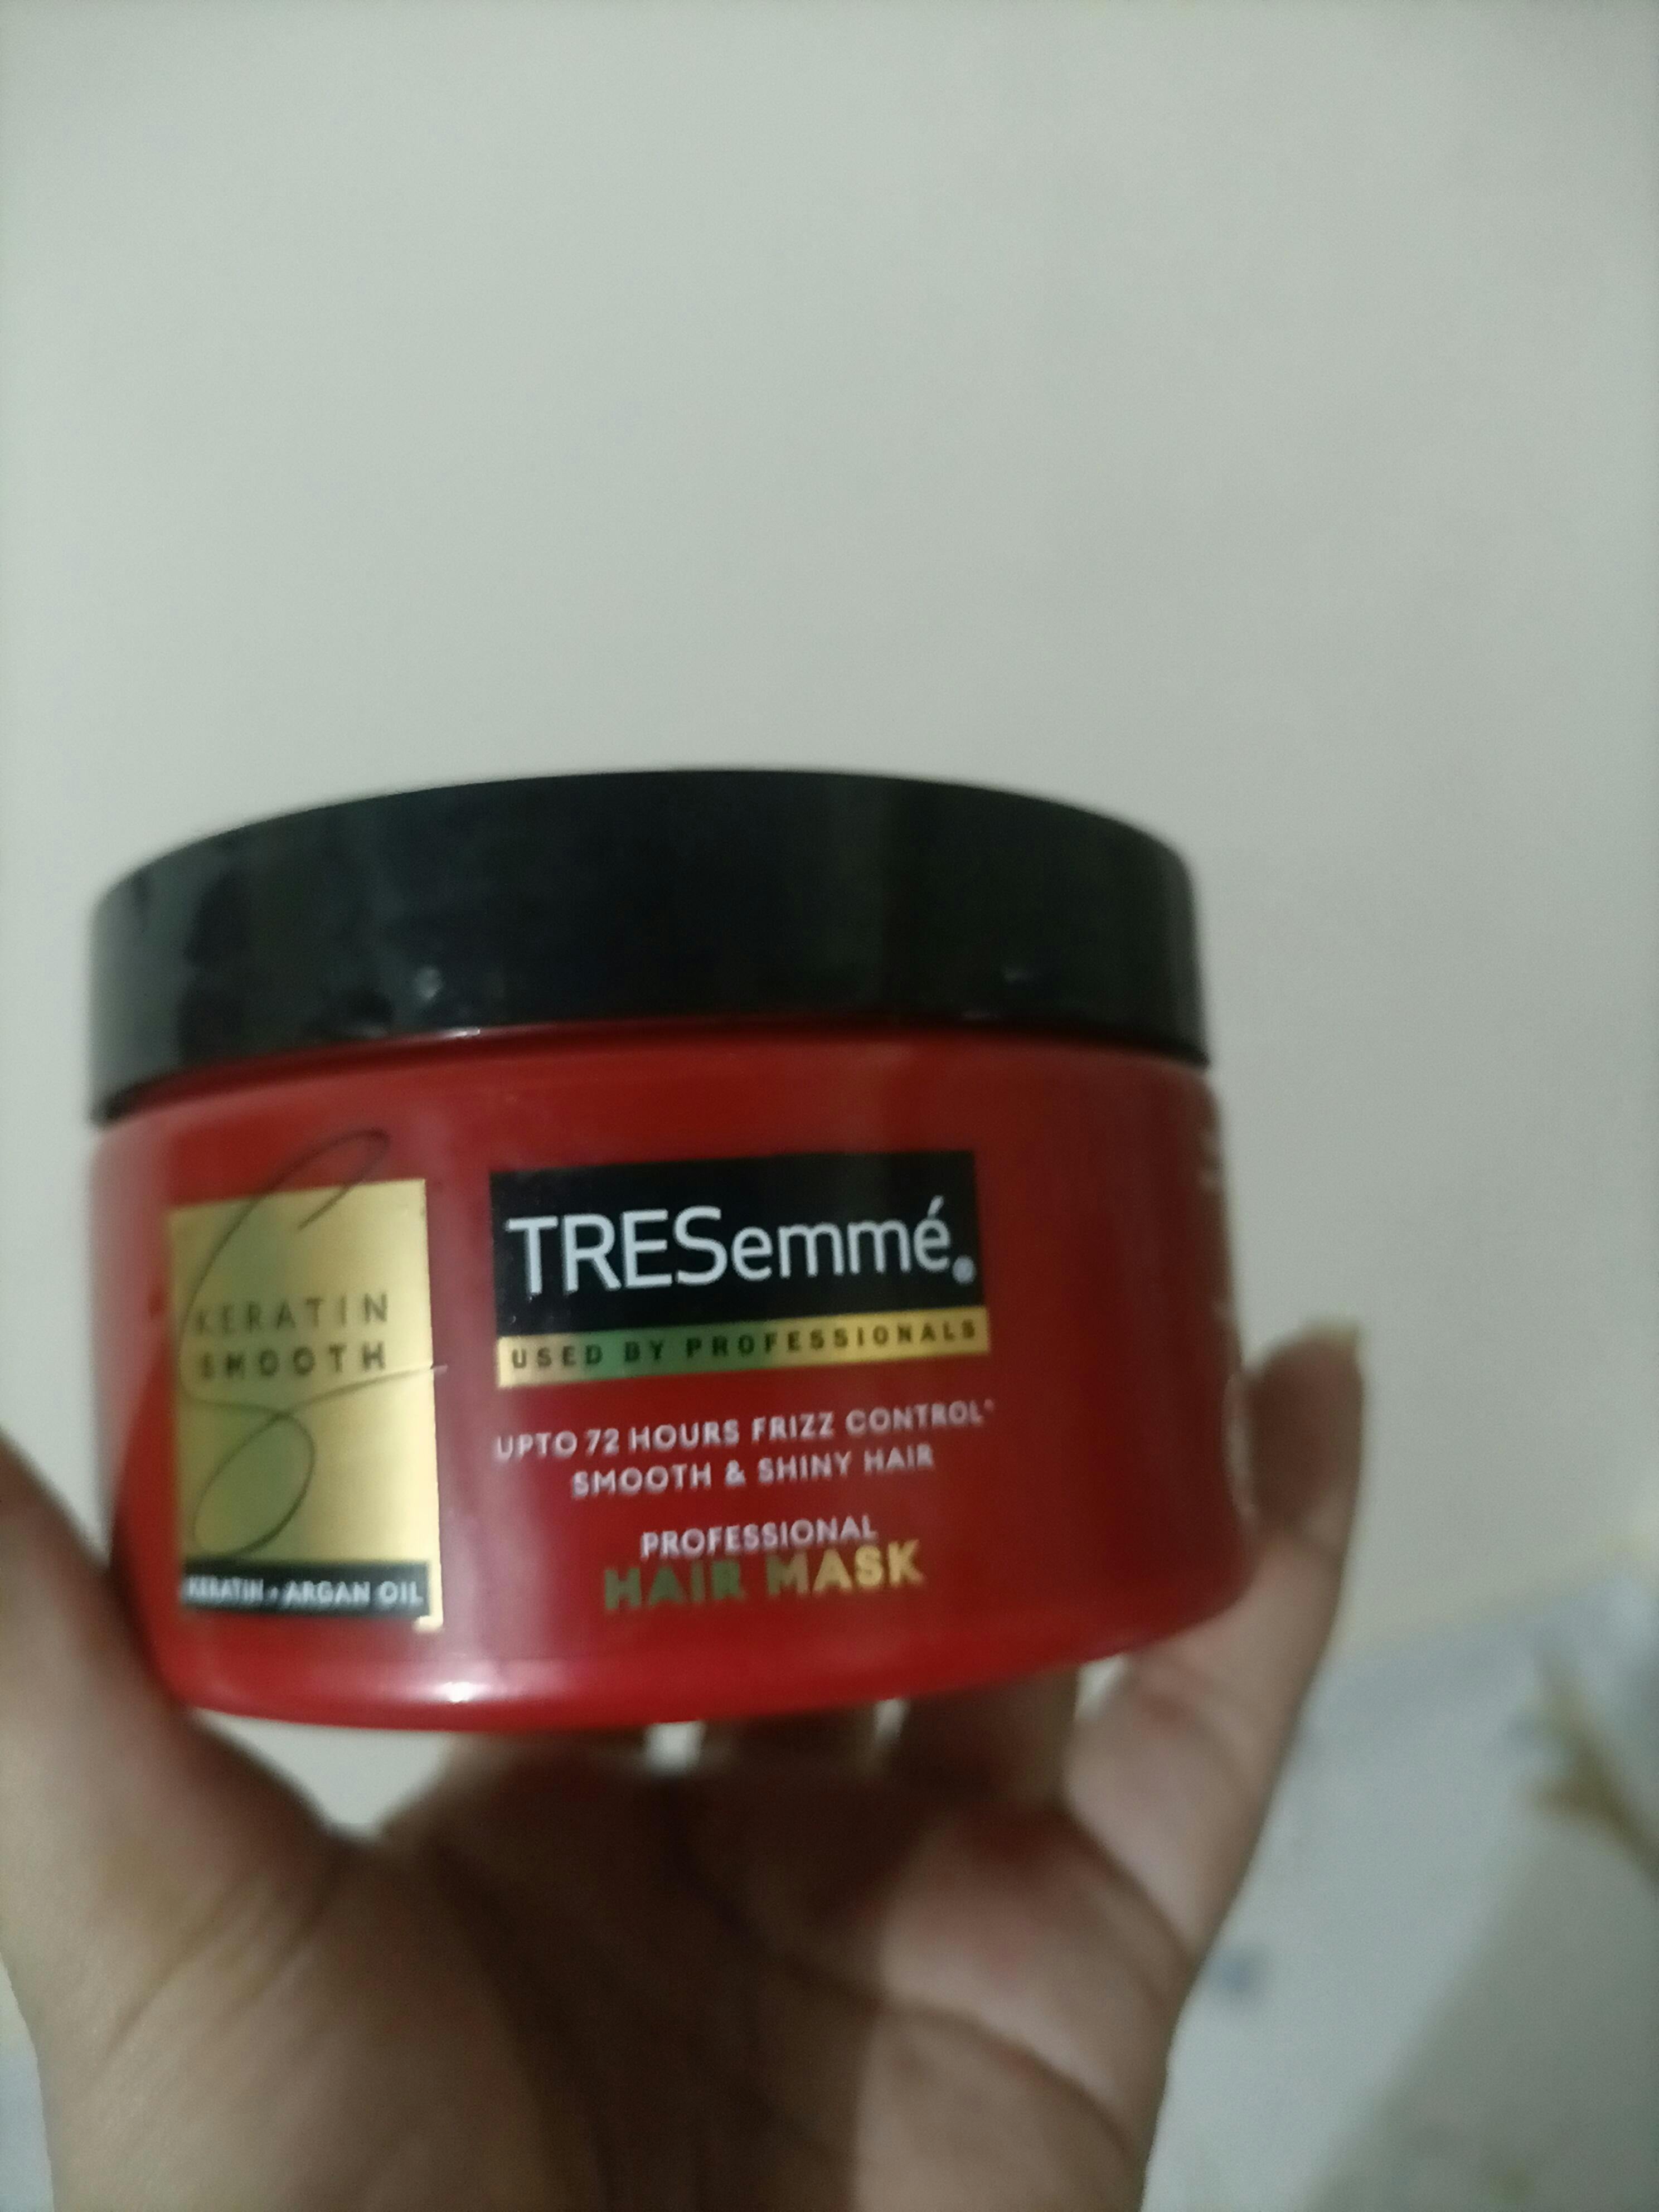 KERATIN
SMOOTH
KERATIN + ARGAN OIL
TRESemmé®
USED BY PROFESSIONALS
UPTO 72 HOURS FRIZZ CONTROL*
SMOOTH & SHINY HAIR
PROFESSIONAL
HAIR MASK